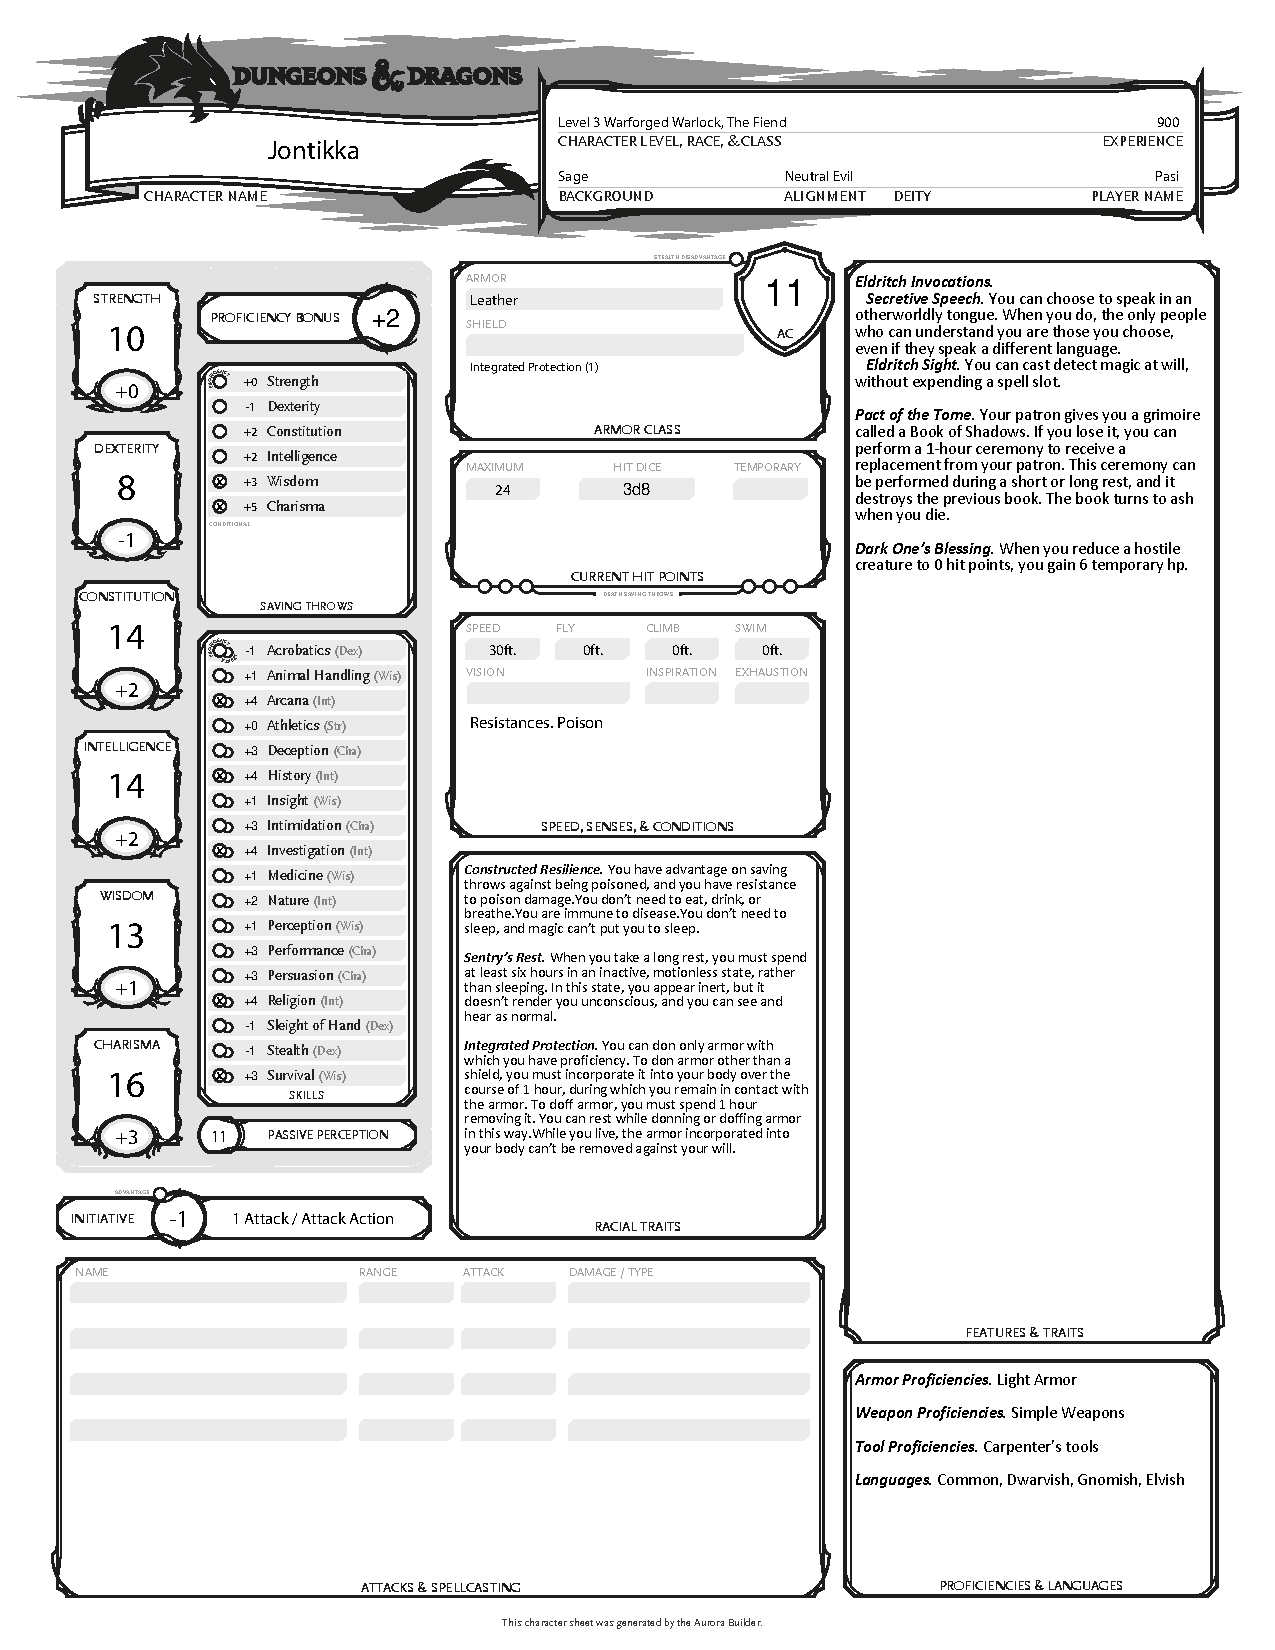 DUNGEONS & DRAGONS
Jontikka
CHARACTER NAME
Level 3 Warforged Warlock, The Fiend 900
CHARACTER LEVEL, RACE, & CLASS EXPERIENCE
Sage Neutral Evil Pasi
BACKGROUND ALIGNMENT DEITY PLAYER NAME
STRENGTH
10
+0
DEXTERITY
8
-1
CONSTITUTION
14
+2
INTELLIGENCE
14
+2
WISDOM
13
+1
CHARISMA
16
+3
PROFICIENCY BONUS +2
+0 Strength
-1 Dexterity
+2 Constitution
+2 Intelligence
+3 Wisdom
+5 Charisma
CONDITIONAL
SAVING THROWS
-1 Acrobatics (Dex)
+1 Animal Handling (Wis)
+4 Arcana (Int)
+0 Athletics (Str)
+3 Deception (Cha)
+4 History (Int)
+1 Insight (Wis)
+3 Intimidation (Cha)
+4 Investigation (Int)
+1 Medicine (Wis)
+2 Nature (Int)
+1 Perception (Wis)
+3 Performance (Cha)
+3 Persuasion (Cha)
+4 Religion (Int)
-1 Sleight of Hand (Dex)
-1 Stealth (Dex)
+3 Survival (Wis)
SKILLS
11 PASSIVE PERCEPTION
ADVANTAGE
INITIATIVE -1 1 Attack / Attack Action
STEALTH DISADVANTAGE
ARMOR
Leather
SHIELD
Integrated Protection (1)
11
AC
ARMOR CLASS
MAXIMUM HIT DICE TEMPORARY
24 3d8
CURRENT HIT POINTS
DEATH SAVING THROWS
SPEED FLY CLIMB SWIM
30ft. 0ft. 0ft. 0ft.
VISION INSPIRATION EXHAUSTION
Resistances. Poison
SPEED, SENSES, & CONDITIONS
Constructed Resilience. You have advantage on saving
throws against being poisoned, and you have resistance
to poison damage.You don't need to eat, drink, or
breathe.You are immune to disease.You don't need to
sleep, and magic can't put you to sleep.
Sentry's Rest. When you take a long rest, you must spend
at least six hours in an inactive, motionless state, rather
than sleeping. In this state, you appear inert, but it
doesn't render you unconscious, and you can see and
hear as normal.
Integrated Protection. You can don only armor with
which you have proficiency. To don armor other than a
shield, you must incorporate it into your body over the
course of 1 hour, during which you remain in contact with
the armor. To doff armor, you must spend 1 hour
removing it. You can rest while donning or doffing armor
in this way.While you live, the armor incorporated into
your body can't be removed against your will.
RACIAL TRAITS
NAME RANGE ATTACK DAMAGE / TYPE
ATTACKS & SPELLCASTING
Eldritch Invocations.
Secretive Speech. You can choose to speak in an
otherworldly tongue. When you do, the only people
who can understand you are those you choose,
even if they speak a different language.
Eldritch Sight. You can cast detect magic at will,
without expending a spell slot.
Pact of the Tome. Your patron gives you a grimoire
called a Book of Shadows. If you lose it, you can
perform a 1-hour ceremony to receive a
replacement from your patron. This ceremony can
be performed during a short or long rest, and it
destroys the previous book. The book turns to ash
when you die.
Dark One's Blessing. When you reduce a hostile
creature to 0 hit points, you gain 6 temporary hp.
FEATURES & TRAITS
Armor Proficiencies. Light Armor
Weapon Proficiencies. Simple Weapons
Tool Proficiencies. Carpenter's tools
Languages. Common, Dwarvish, Gnomish, Elvish
PROFICIENCIES & LANGUAGES
This character sheet was generated by the Aurora Builder.